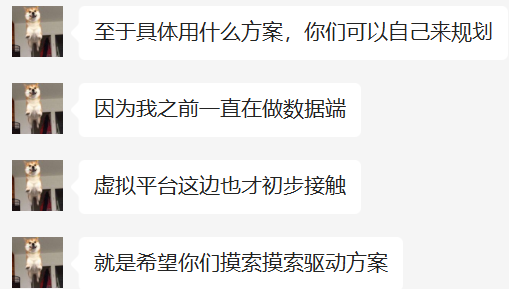 至于具体用什么方案，你们可以自己来规划
因为我之前一直在做数据端
虚拟平台这边也才初步接触
就是希望你们摸索摸索驱动方案